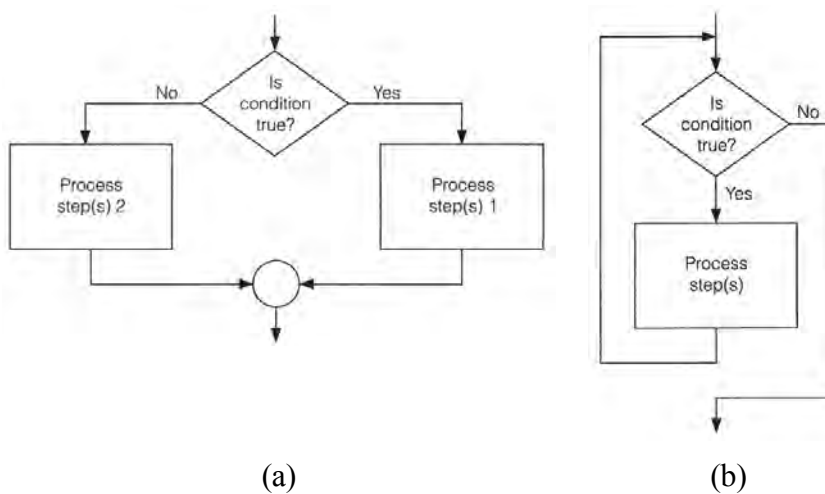 Is
condition
true?
No
Yes
Process
step(s) 2
Process
step(s) 1
(a)
Is
condition
true?
No
Yes
Process
step(s)
(b)